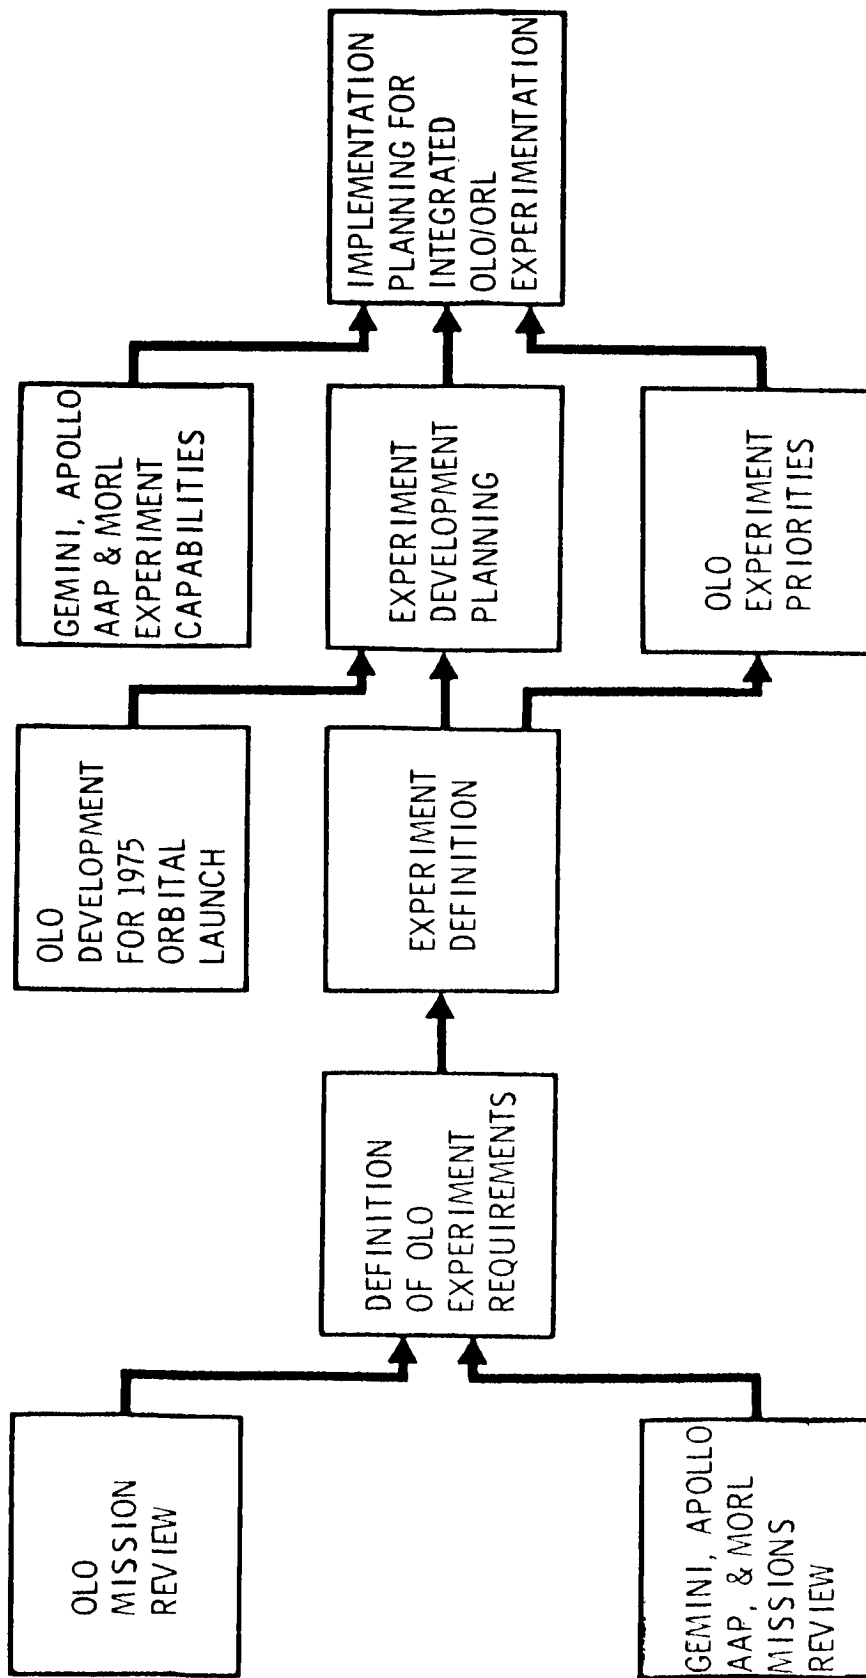 OLO
MISSION
REVIEW
GEMINI, APOLLO
AAP, & MORL
MISSIONS
REVIEW
DEFINITION
OF OLO
EXPERIMENT
REQUIREMENTS
OLO
DEVELOPMENT
FOR 1975
ORBITAL
LAUNCH
EXPERIMENT
DEFINITION
GEMINI, APOLLO
AAP & MORL
EXPERIMENT
CAPABILITIES
EXPERIMENT
DEVELOPMENT
PLANNING
OLO
EXPERIMENT
PRIORITIES
IMPLEMENTATION
PLANNING FOR
INTEGRATED
OLO/ORL
EXPERIMENTATION